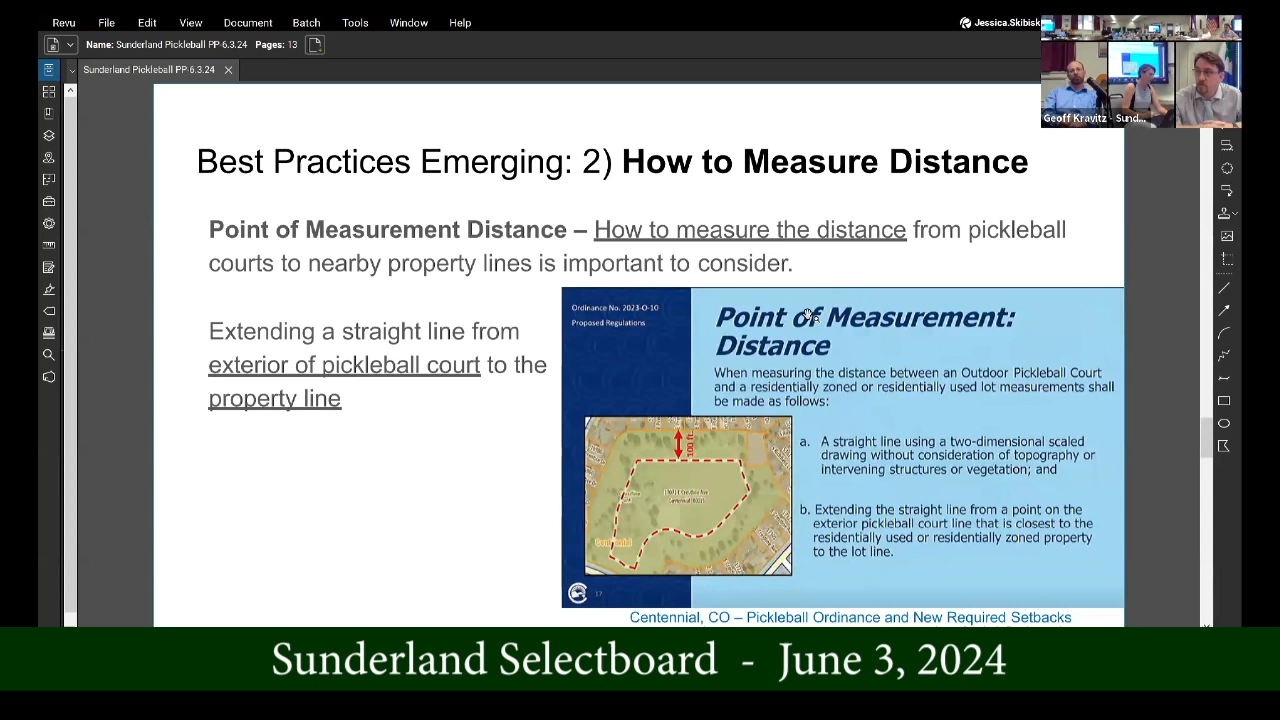 Revu File Edit View Document Batch Tools Window Help Jessica.Skibisk
Name: Sunderland Pickleball PP-6.3.24 Pages: 13
Sunderland Pickleball PP-6.3.24
Geoff Kravitz - Sund...
Best Practices Emerging: 2) How to Measure Distance
Point of Measurement Distance – How to measure the distance from pickleball
courts to nearby property lines is important to consider.
Extending a straight line from
exterior of pickleball court to the
property line
Ordinance No. 2023-O-10
Proposed Regulations
Point of Measurement:
Distance
When measuring the distance between an Outdoor Pickleball Court
and a residentially zoned or residentially used lot measurements shall
be made as follows:
a. A straight line using a two-dimensional scaled
drawing without consideration of topography or
intervening structures or vegetation; and
b. Extending the straight line from a point on the
exterior pickleball court line that is closest to the
residentially used or residentially zoned property
to the lot line.
100 ft
17
Centennial, CO – Pickleball Ordinance and New Required Setbacks
Sunderland Selectboard - June 3, 2024